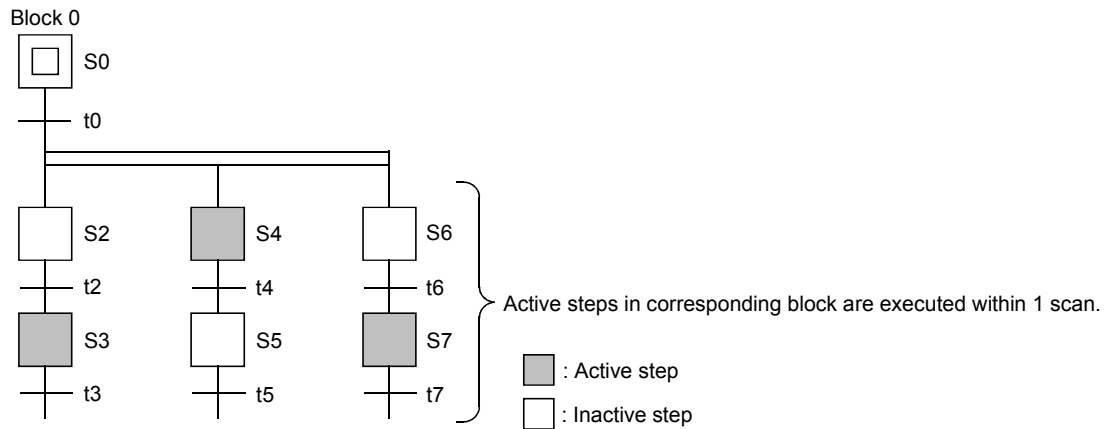 Block 0
S0
t0
S2
S4
S6
t2
t4
t6
Active steps in corresponding block are executed within 1 scan.
S3
S5
S7
: Active step
t3
t5
t7
: Inactive step